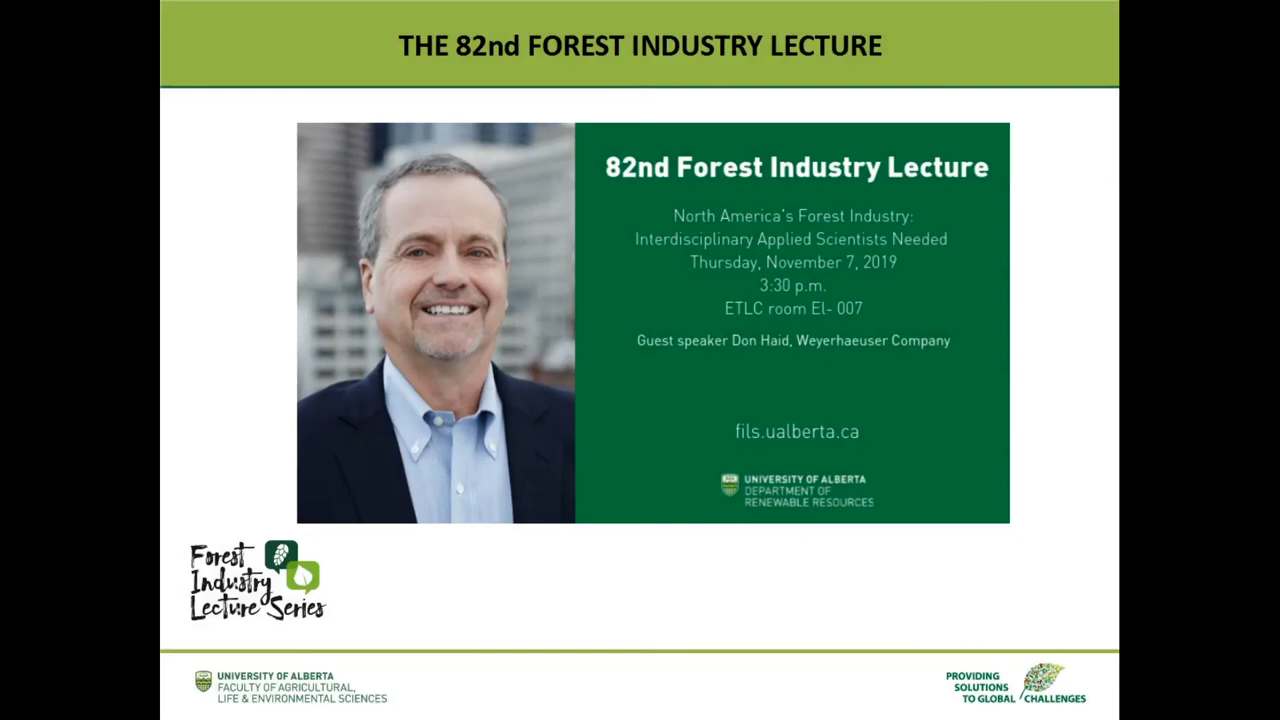 THE 82nd FOREST INDUSTRY LECTURE
82nd Forest Industry Lecture
North America's Forest Industry:
Interdisciplinary Applied Scientists Needed
Thursday, November 7, 2019
3:30 p.m.
ETLC room El- 007
Guest speaker Don Haid, Weyerhaeuser Company
fils.ualberta.ca
UNIVERSITY OF ALBERTA
DEPARTMENT OF
RENEWABLE RESOURCES
Forest
Industry
Lecture Series
UNIVERSITY OF ALBERTA
FACULTY OF AGRICULTURAL,
LIFE & ENVIRONMENTAL SCIENCES
PROVIDING
SOLUTIONS
TO GLOBAL CHALLENGES